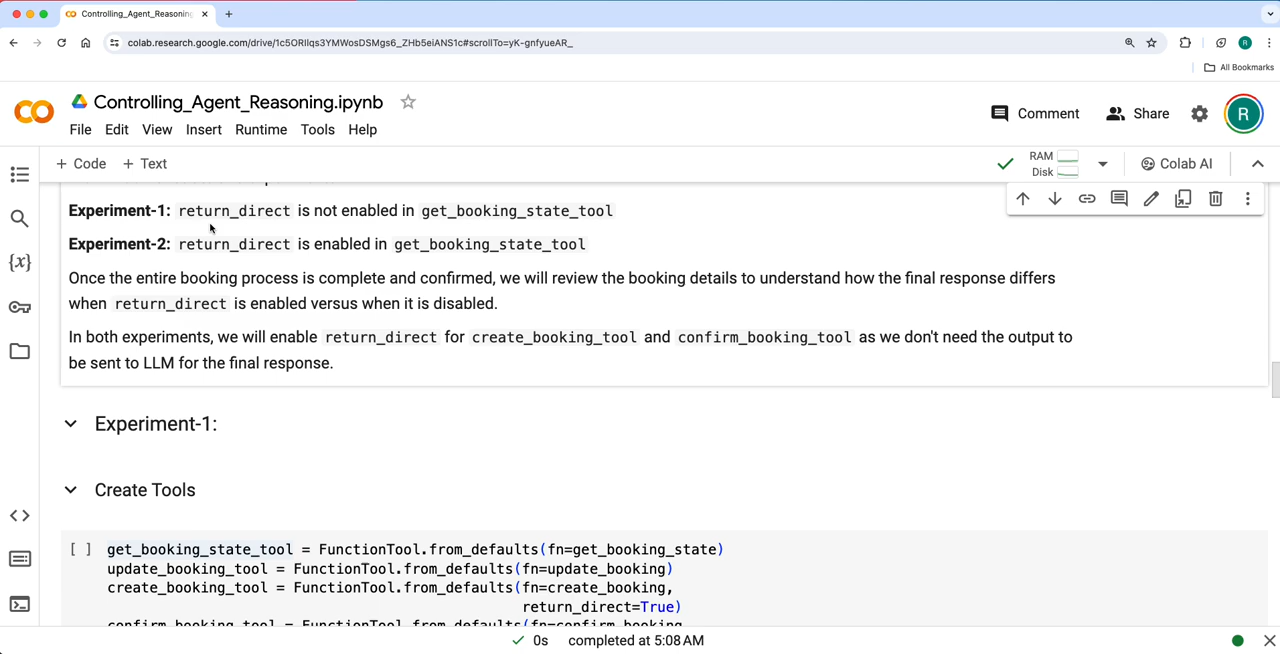 Controlling_Agent_Reasoning
colab.research.google.com/drive/1c5ORIlqs3YMWosDSMgs6_ZHb5eiANS1c#scrollTo=yK-gnfyueAR_
R
All Bookmarks
Controlling_Agent_Reasoning.ipynb
Comment
Share
R
File Edit View Insert Runtime Tools Help
+ Code + Text
RAM
Disk
Colab AI
Experiment-1: return_direct is not enabled in get_booking_state_tool
Experiment-2: return_direct is enabled in get_booking_state_tool
Once the entire booking process is complete and confirmed, we will review the booking details to understand how the final response differs
when return_direct is enabled versus when it is disabled.
In both experiments, we will enable return_direct for create_booking_tool and confirm_booking_tool as we don't need the output to
be sent to LLM for the final response.
Experiment-1:
Create Tools
[ ] get_booking_state_tool = FunctionTool.from_defaults(fn=get_booking_state)
update_booking_tool = FunctionTool.from_defaults(fn=update_booking)
create_booking_tool = FunctionTool.from_defaults(fn=create_booking,
return_direct=True)
confirm_booking_tool = FunctionTool.from_defaults(fn=confirm_booking,
0s completed at 5:08 AM